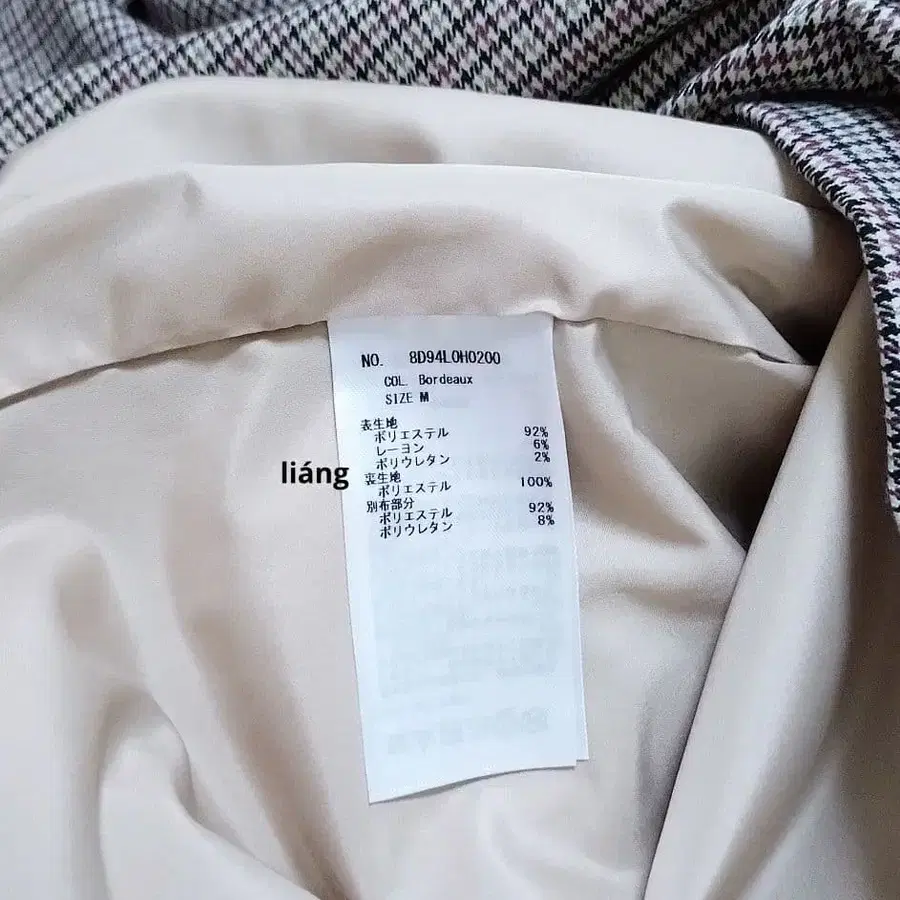 NO. 8D94L0H0200
COL. Bordeaux
SIZE M
表生地
ポリエステル 92%
レーヨン 6%
ポリウレタン 2%
裏生地
ポリエステル 100%
別布部分
ポリエステル 92%
ポリウレタン 8%
liáng